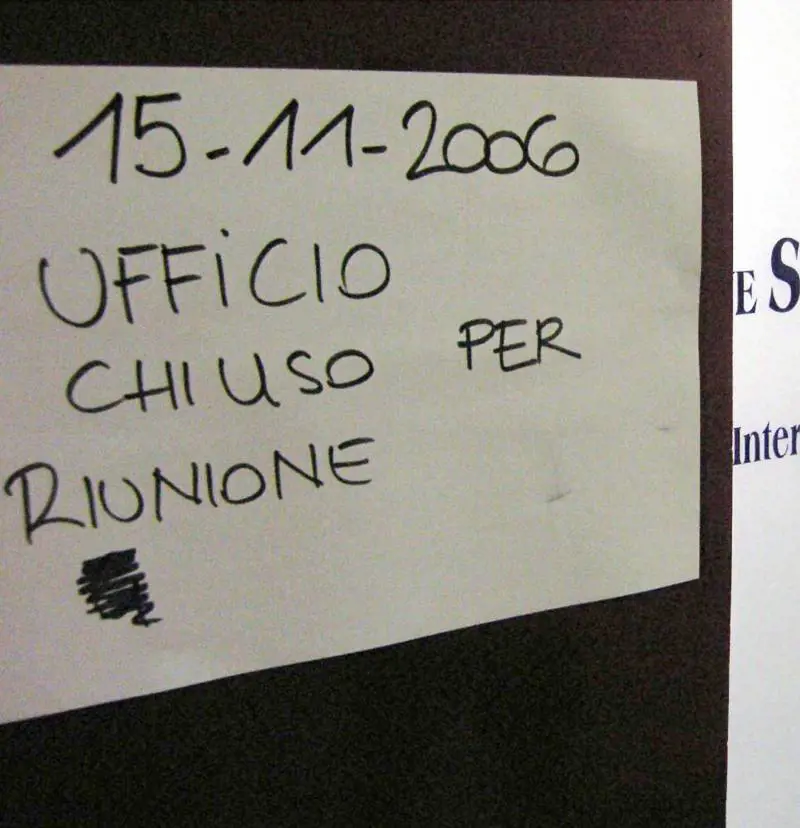 15-11-2006
UFFICIO
CHIUSO PER
RIUNIONE
E S
Inter